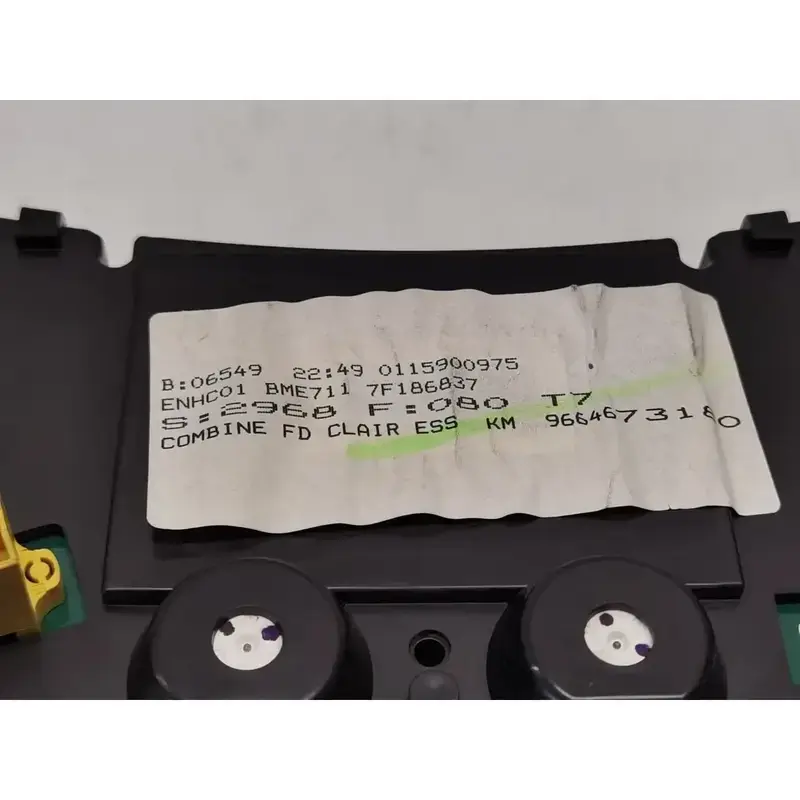 B:06549 22:49 0115900975
ENHC01 BME711 7F186837
S:2968 F:080 T7
COMBINE FD CLAIR ESS KM 9664673180